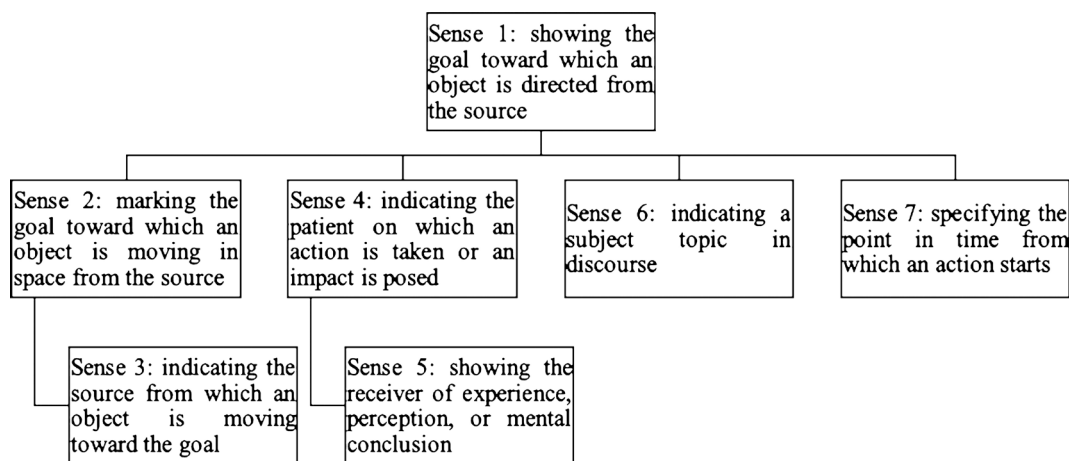 Sense 1: showing the
goal toward which an
object is directed from
the source
Sense 2: marking the
goal toward which an
object is moving in
space from the source
Sense 4: indicating the
patient on which an
action is taken or an
impact is posed
Sense 6: indicating a
subject topic in
discourse
Sense 7: specifying the
point in time from
which an action starts
Sense 3: indicating the
source from which an
object is moving
toward the goal
Sense 5: showing the
receiver of experience,
perception, or mental
conclusion